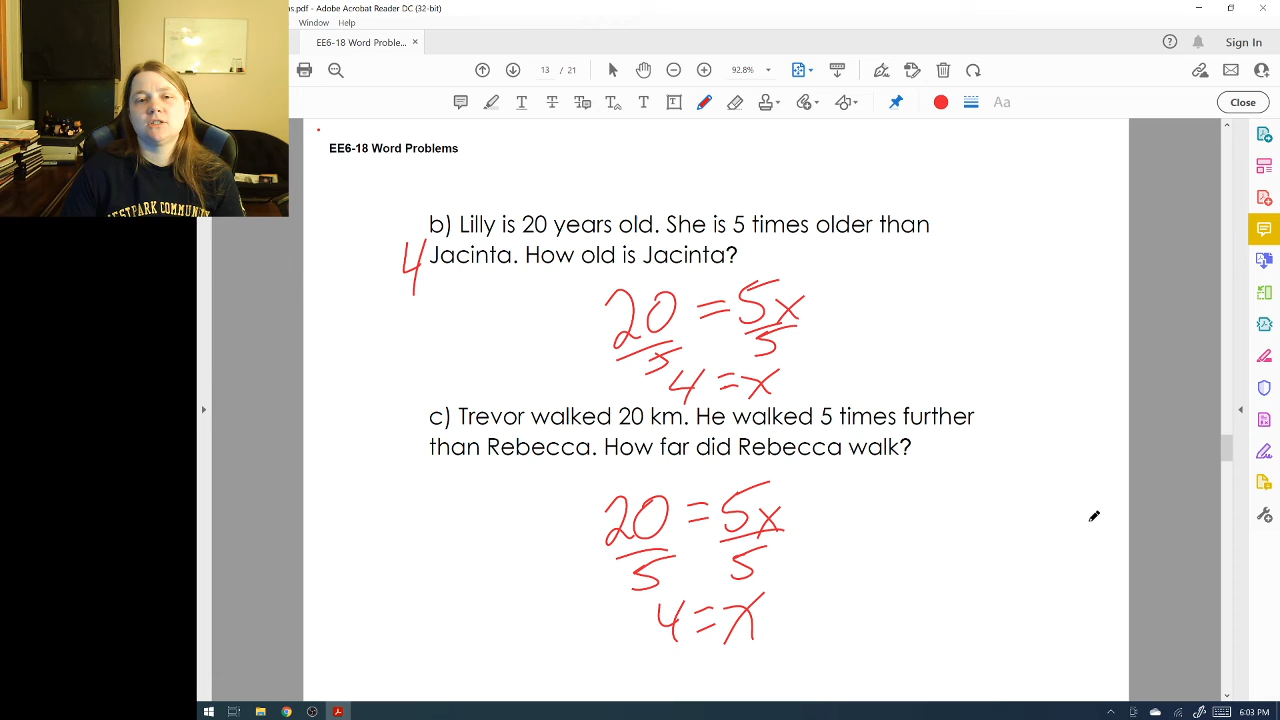 ns.pdf - Adobe Acrobat Reader DC (32-bit)
Window Help
EE6-18 Word Proble... ×
Sign In
13 / 21
92.8%
Aa
Close
EE6-18 Word Problems
b) Lilly is 20 years old. She is 5 times older than
4 Jacinta. How old is Jacinta?
20 = 5x
5 5
4 = x
c) Trevor walked 20 km. He walked 5 times further
than Rebecca. How far did Rebecca walk?
20 = 5x
5 5
4 = x
ESTPARK COMMUNITY
6:03 PM